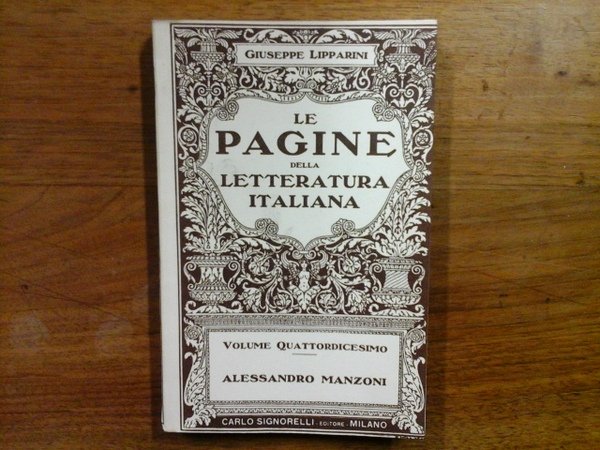 Giuseppe Lipparini
LE
PAGINE
DELLA
LETTERATURA
ITALIANA
Volume Quattordicesimo
ALESSANDRO MANZONI
CARLO SIGNORELLI - EDITORE - MILANO